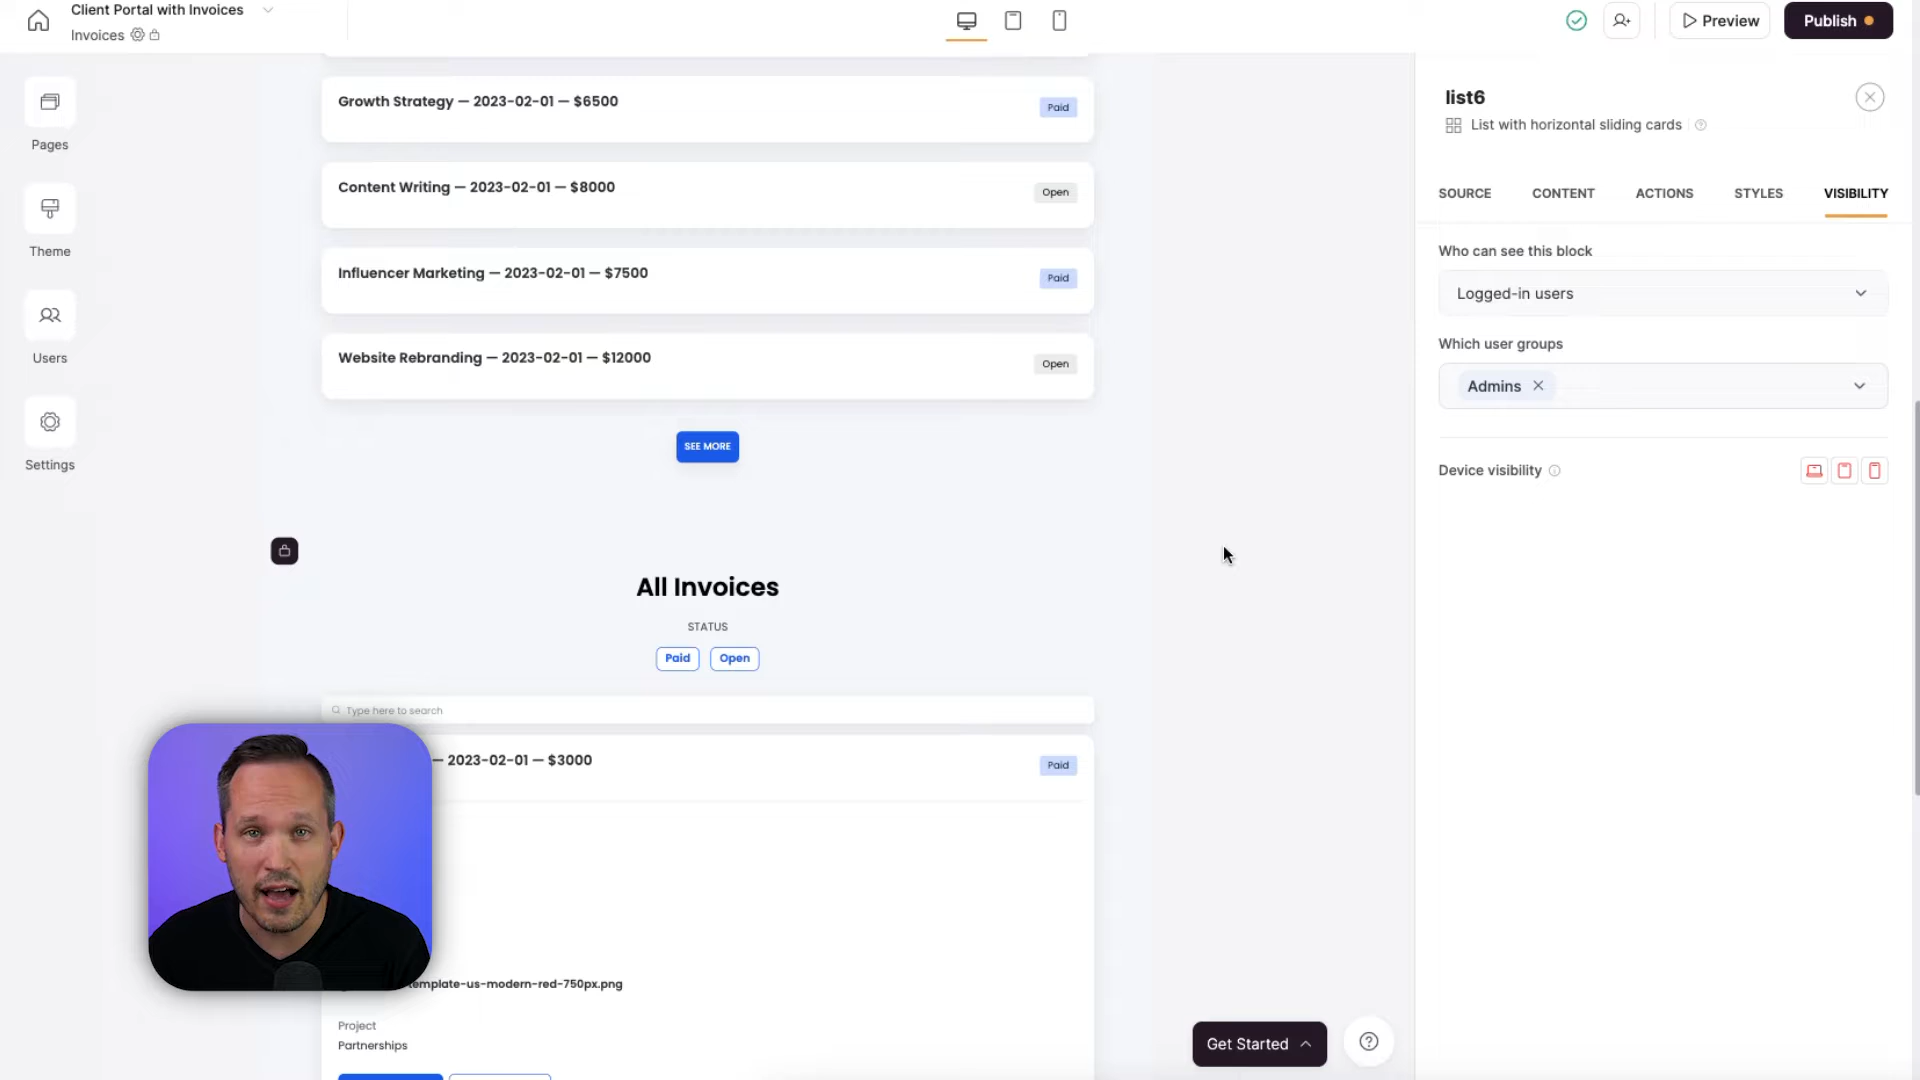 Client Portal with Invoices
Invoices
Preview
Publish
Pages
Theme
Users
Settings
Growth Strategy — 2023-02-01 — $6500
Paid
Content Writing — 2023-02-01 — $8000
Open
Influencer Marketing — 2023-02-01 — $7500
Paid
Website Rebranding — 2023-02-01 — $12000
Open
SEE MORE
All Invoices
STATUS
Paid
Open
Type here to search
— 2023-02-01 — $3000
Paid
template-us-modern-red-750px.png
Project
Partnerships
Get Started
list6
List with horizontal sliding cards
SOURCE
CONTENT
ACTIONS
STYLES
VISIBILITY
Who can see this block
Logged-in users
Which user groups
Admins
Device visibility